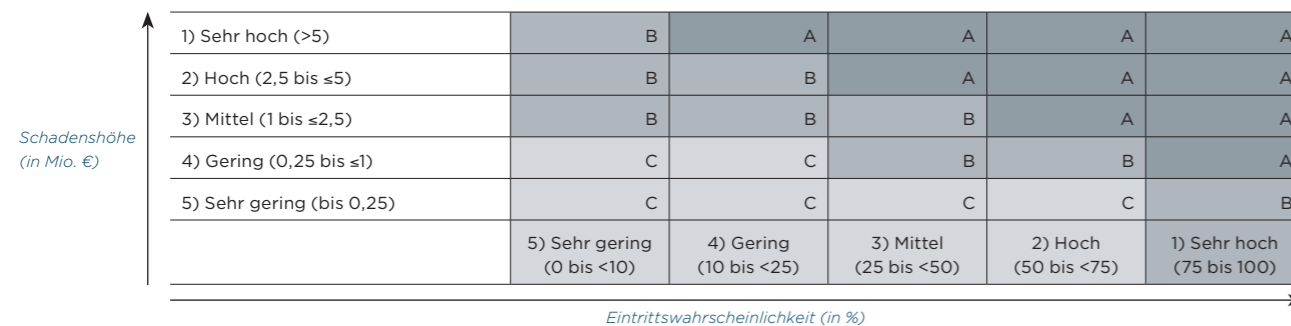 1) Sehr hoch (>5) B A A A A
2) Hoch (2,5 bis ≤5) B B A A A
3) Mittel (1 bis ≤2,5) B B B A A
Schadenshöhe
(in Mio. €)
4) Gering (0,25 bis ≤1) C C B B A
5) Sehr gering (bis 0,25) C C C C B
5) Sehr gering 4) Gering 3) Mittel 2) Hoch 1) Sehr hoch
(0 bis <10) (10 bis <25) (25 bis <50) (50 bis <75) (75 bis 100)
Eintrittswahrscheinlichkeit (in %)